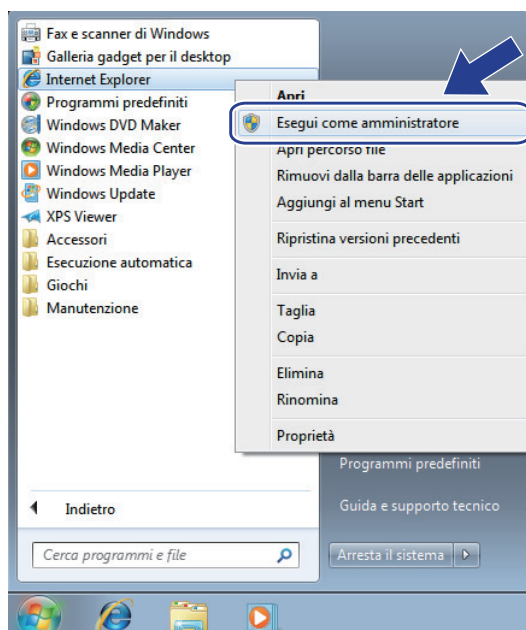 Fax e scanner di Windows
Galleria gadget per il desktop
Internet Explorer
Programmi predefiniti
Windows DVD Maker
Windows Media Center
Windows Media Player
Windows Update
XPS Viewer
Accessori
Esecuzione automatica
Giochi
Manutenzione
Indietro
Cerca programmi e file
Apri
Esegui come amministratore
Apri percorso file
Rimuovi dalla barra delle applicazioni
Aggiungi al menu Start
Ripristina versioni precedenti
Invia a
Taglia
Copia
Elimina
Rinomina
Proprietà
Programmi predefiniti
Guida e supporto tecnico
Arresta il sistema